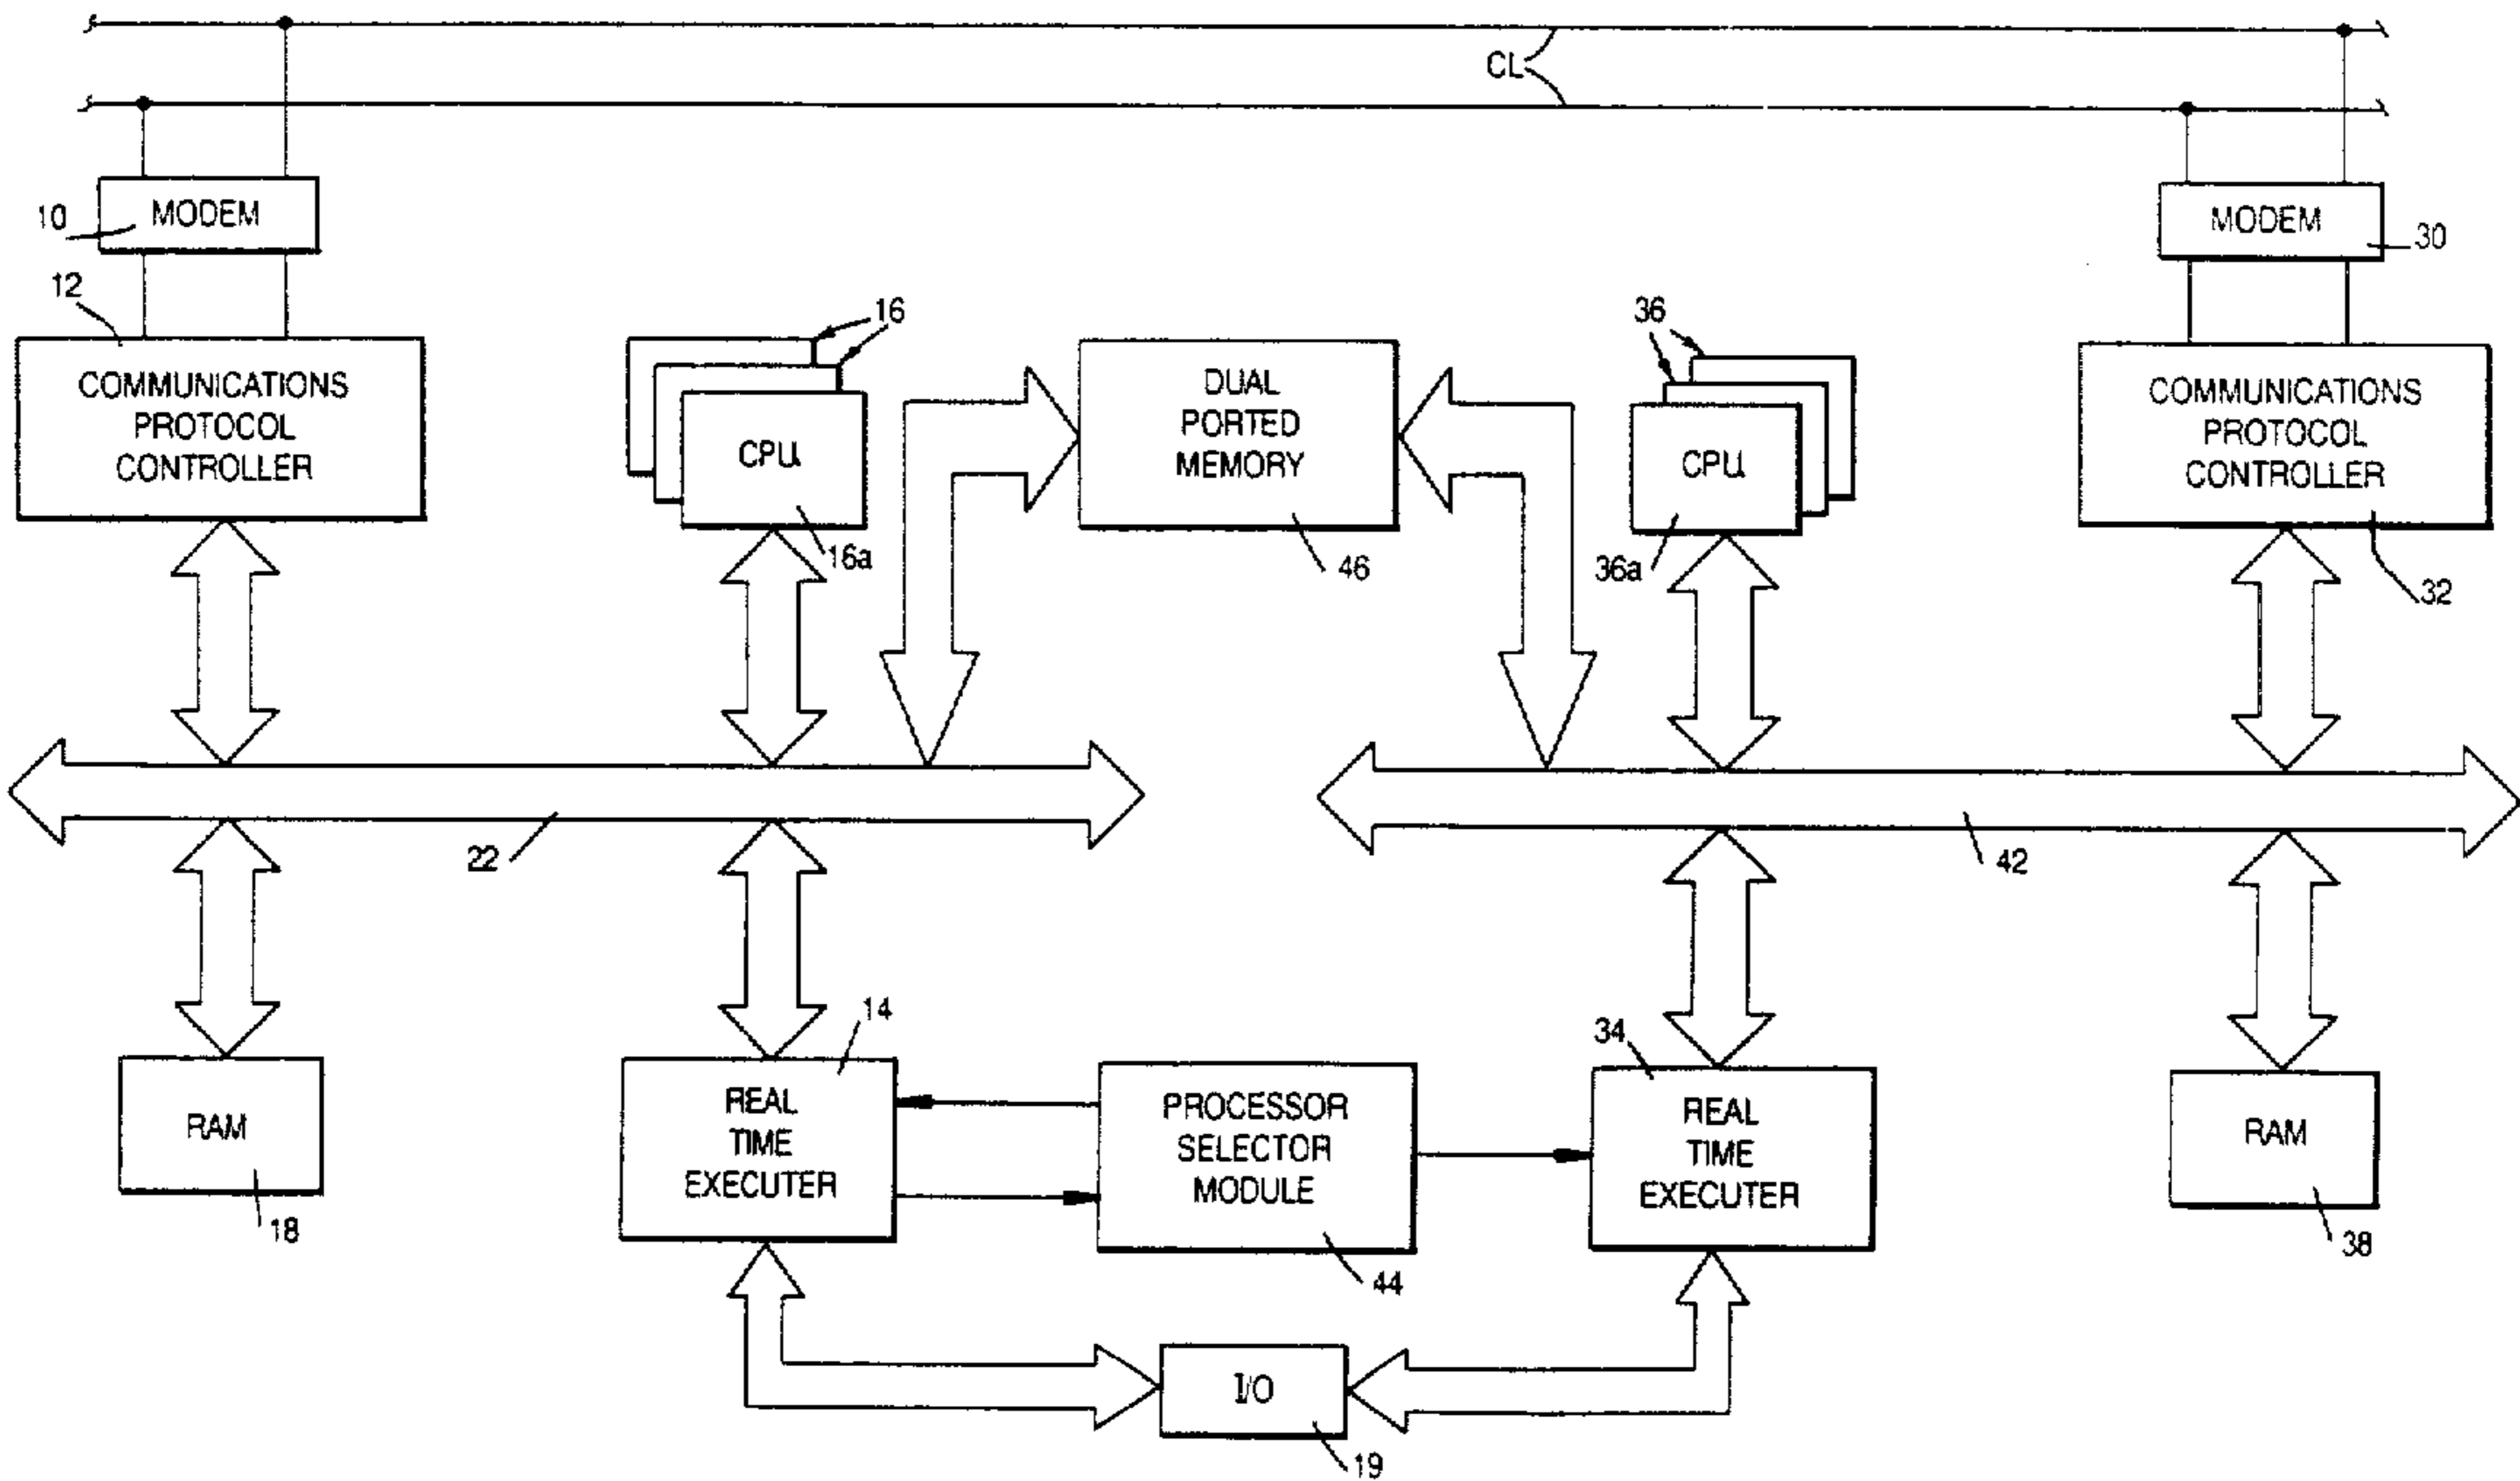 CL
10
MODEM
MODEM
30
12
16
36
COMMUNICATIONS
PROTOCOL
CONTROLLER
CPU
16a
DUAL
PORTED
MEMORY
46
CPU
36a
COMMUNICATIONS
PROTOCOL
CONTROLLER
32
22
42
14
34
RAM
18
REAL
TIME
EXECUTER
PROCESSOR
SELECTOR
MODULE
44
REAL
TIME
EXECUTER
RAM
38
I/O
19